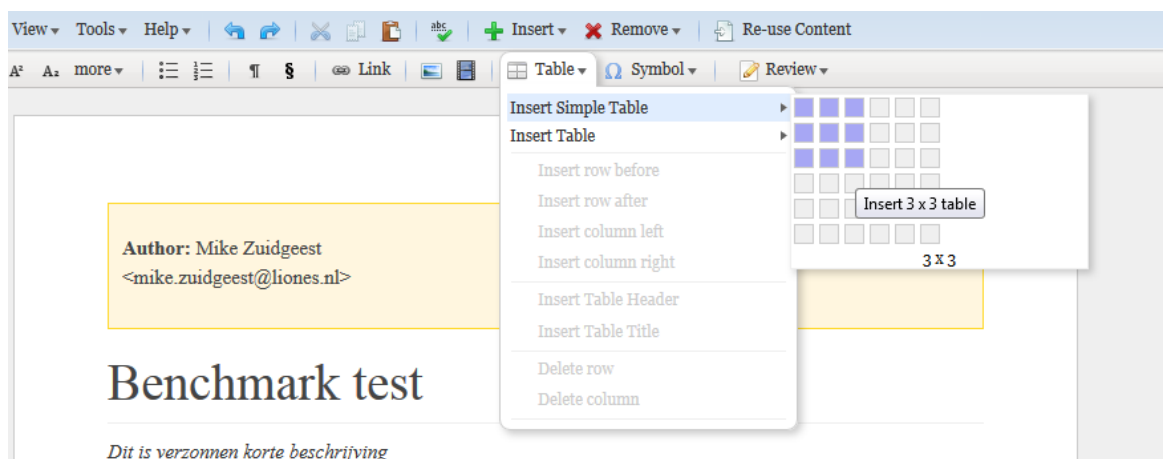 View Tools Help abc Insert Remove Re-use Content
A² A₂ more ¶ § Link Table Ω Symbol Review
Insert Simple Table
Insert Table
Insert row before
Insert row after
Insert column left
Insert column right
Insert Table Header
Insert Table Title
Delete row
Delete column
Insert 3 x 3 table
3 x 3
Author: Mike Zuidgeest
<mike.zuidgeest@liones.nl>
Benchmark test
Dit is verzonnen korte beschrijving